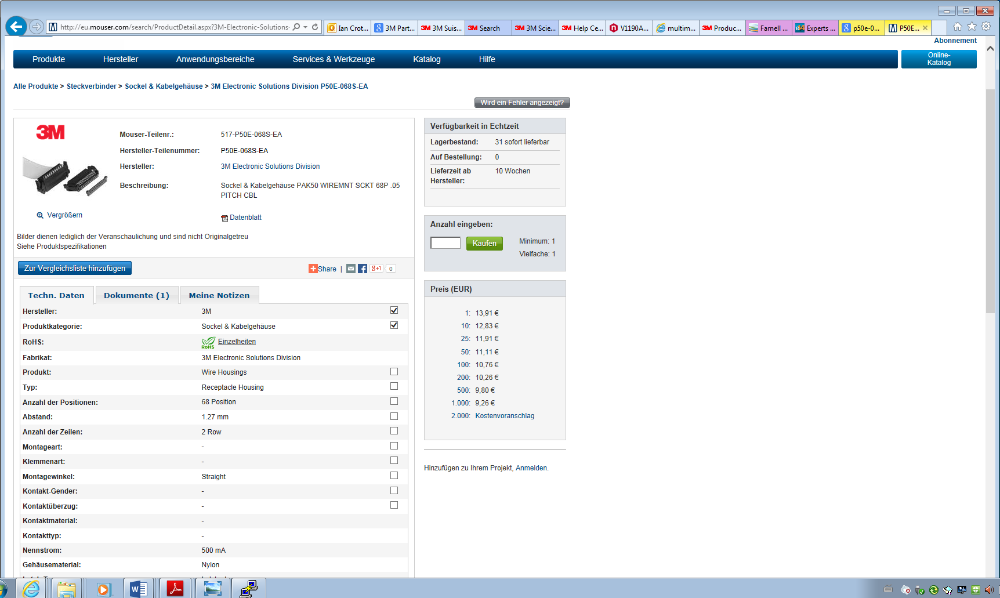 http://eu.mouser.com/search/ProductDetail.aspx?3M-Electronic-Solutions-
Ian Crot...
3M Part...
3M 3M Suis...
3M Search
3M 3M Scie...
3M Help Ce...
V1190A...
multim...
3M Produc...
Farnell ...
Experts ...
p50e-0...
P50E...
Abonnement
Produkte
Hersteller
Anwendungsbereiche
Services & Werkzeuge
Katalog
Hilfe
Online-
Katalog
Alle Produkte > Steckverbinder > Sockel & Kabelgehäuse > 3M Electronic Solutions Division P50E-068S-EA
Wird ein Fehler angezeigt?
3M
Mouser-Teilenr.: 517-P50E-068S-EA
Hersteller-Teilenummer: P50E-068S-EA
Hersteller: 3M Electronic Solutions Division
Beschreibung: Sockel & Kabelgehäuse PAK50 WIREMNT SCKT 68P .05
PITCH CBL
Vergrößern
Datenblatt
Bilder dienen lediglich der Veranschaulichung und sind nicht Originalgetreu
Siehe Produktspezifikationen
Zur Vergleichsliste hinzufügen
Share |
g+1 0
Techn. Daten
Dokumente (1)
Meine Notizen
Hersteller: 3M
Produktkategorie: Sockel & Kabelgehäuse
RoHS: RoHS Einzelheiten
Fabrikat: 3M Electronic Solutions Division
Produkt: Wire Housings
Typ: Receptacle Housing
Anzahl der Positionen: 68 Position
Abstand: 1.27 mm
Anzahl der Zeilen: 2 Row
Montageart: -
Klemmenart: -
Montagewinkel: Straight
Kontakt-Gender: -
Kontaktüberzug: -
Kontaktmaterial: -
Kontakttyp: -
Nennstrom: 500 mA
Gehäusematerial: Nylon
Verfügbarkeit in Echtzeit
Lagerbestand: 31 sofort lieferbar
Auf Bestellung: 0
Lieferzeit ab
Hersteller: 10 Wochen
Anzahl eingeben:
Kaufen
Minimum: 1
Vielfache: 1
Preis (EUR)
1: 13,91 €
10: 12,83 €
25: 11,91 €
50: 11,11 €
100: 10,76 €
200: 10,26 €
500: 9,80 €
1.000: 9,26 €
2.000: Kostenvoranschlag
Hinzufügen zu Ihrem Projekt, Anmelden.